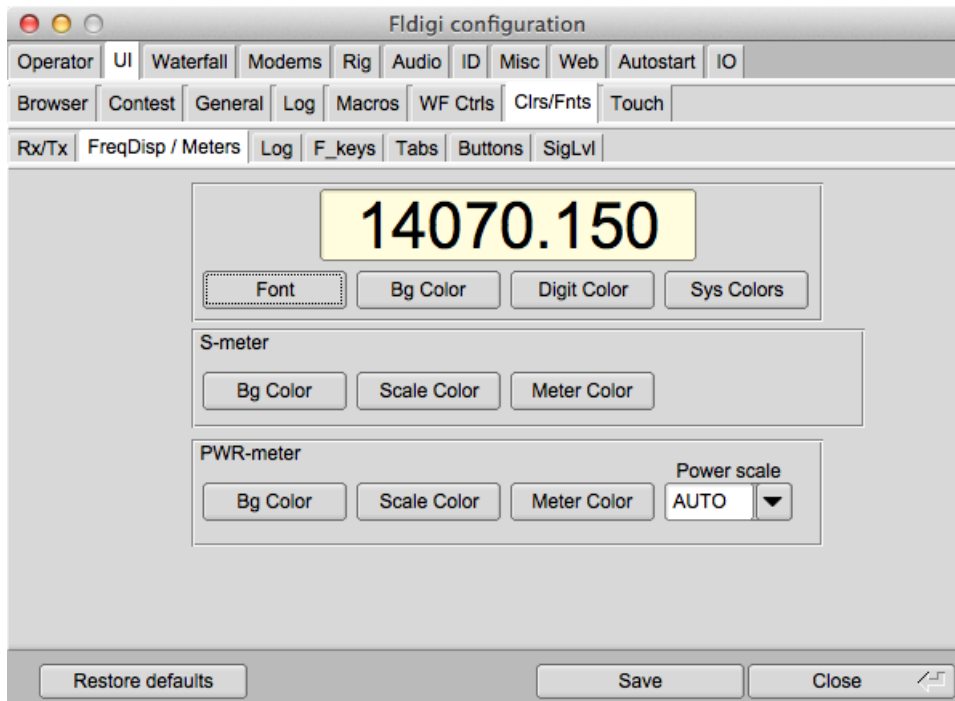 Fldigi configuration
Operator UI Waterfall Modems Rig Audio ID Misc Web Autostart IO
Browser Contest General Log Macros WF Ctrls Clrs/Fnts Touch
Rx/Tx FreqDisp / Meters Log F_keys Tabs Buttons SigLvl
14070.150
Font Bg Color Digit Color Sys Colors
S-meter
Bg Color Scale Color Meter Color
PWR-meter
Power scale
Bg Color Scale Color Meter Color AUTO
Restore defaults Save Close